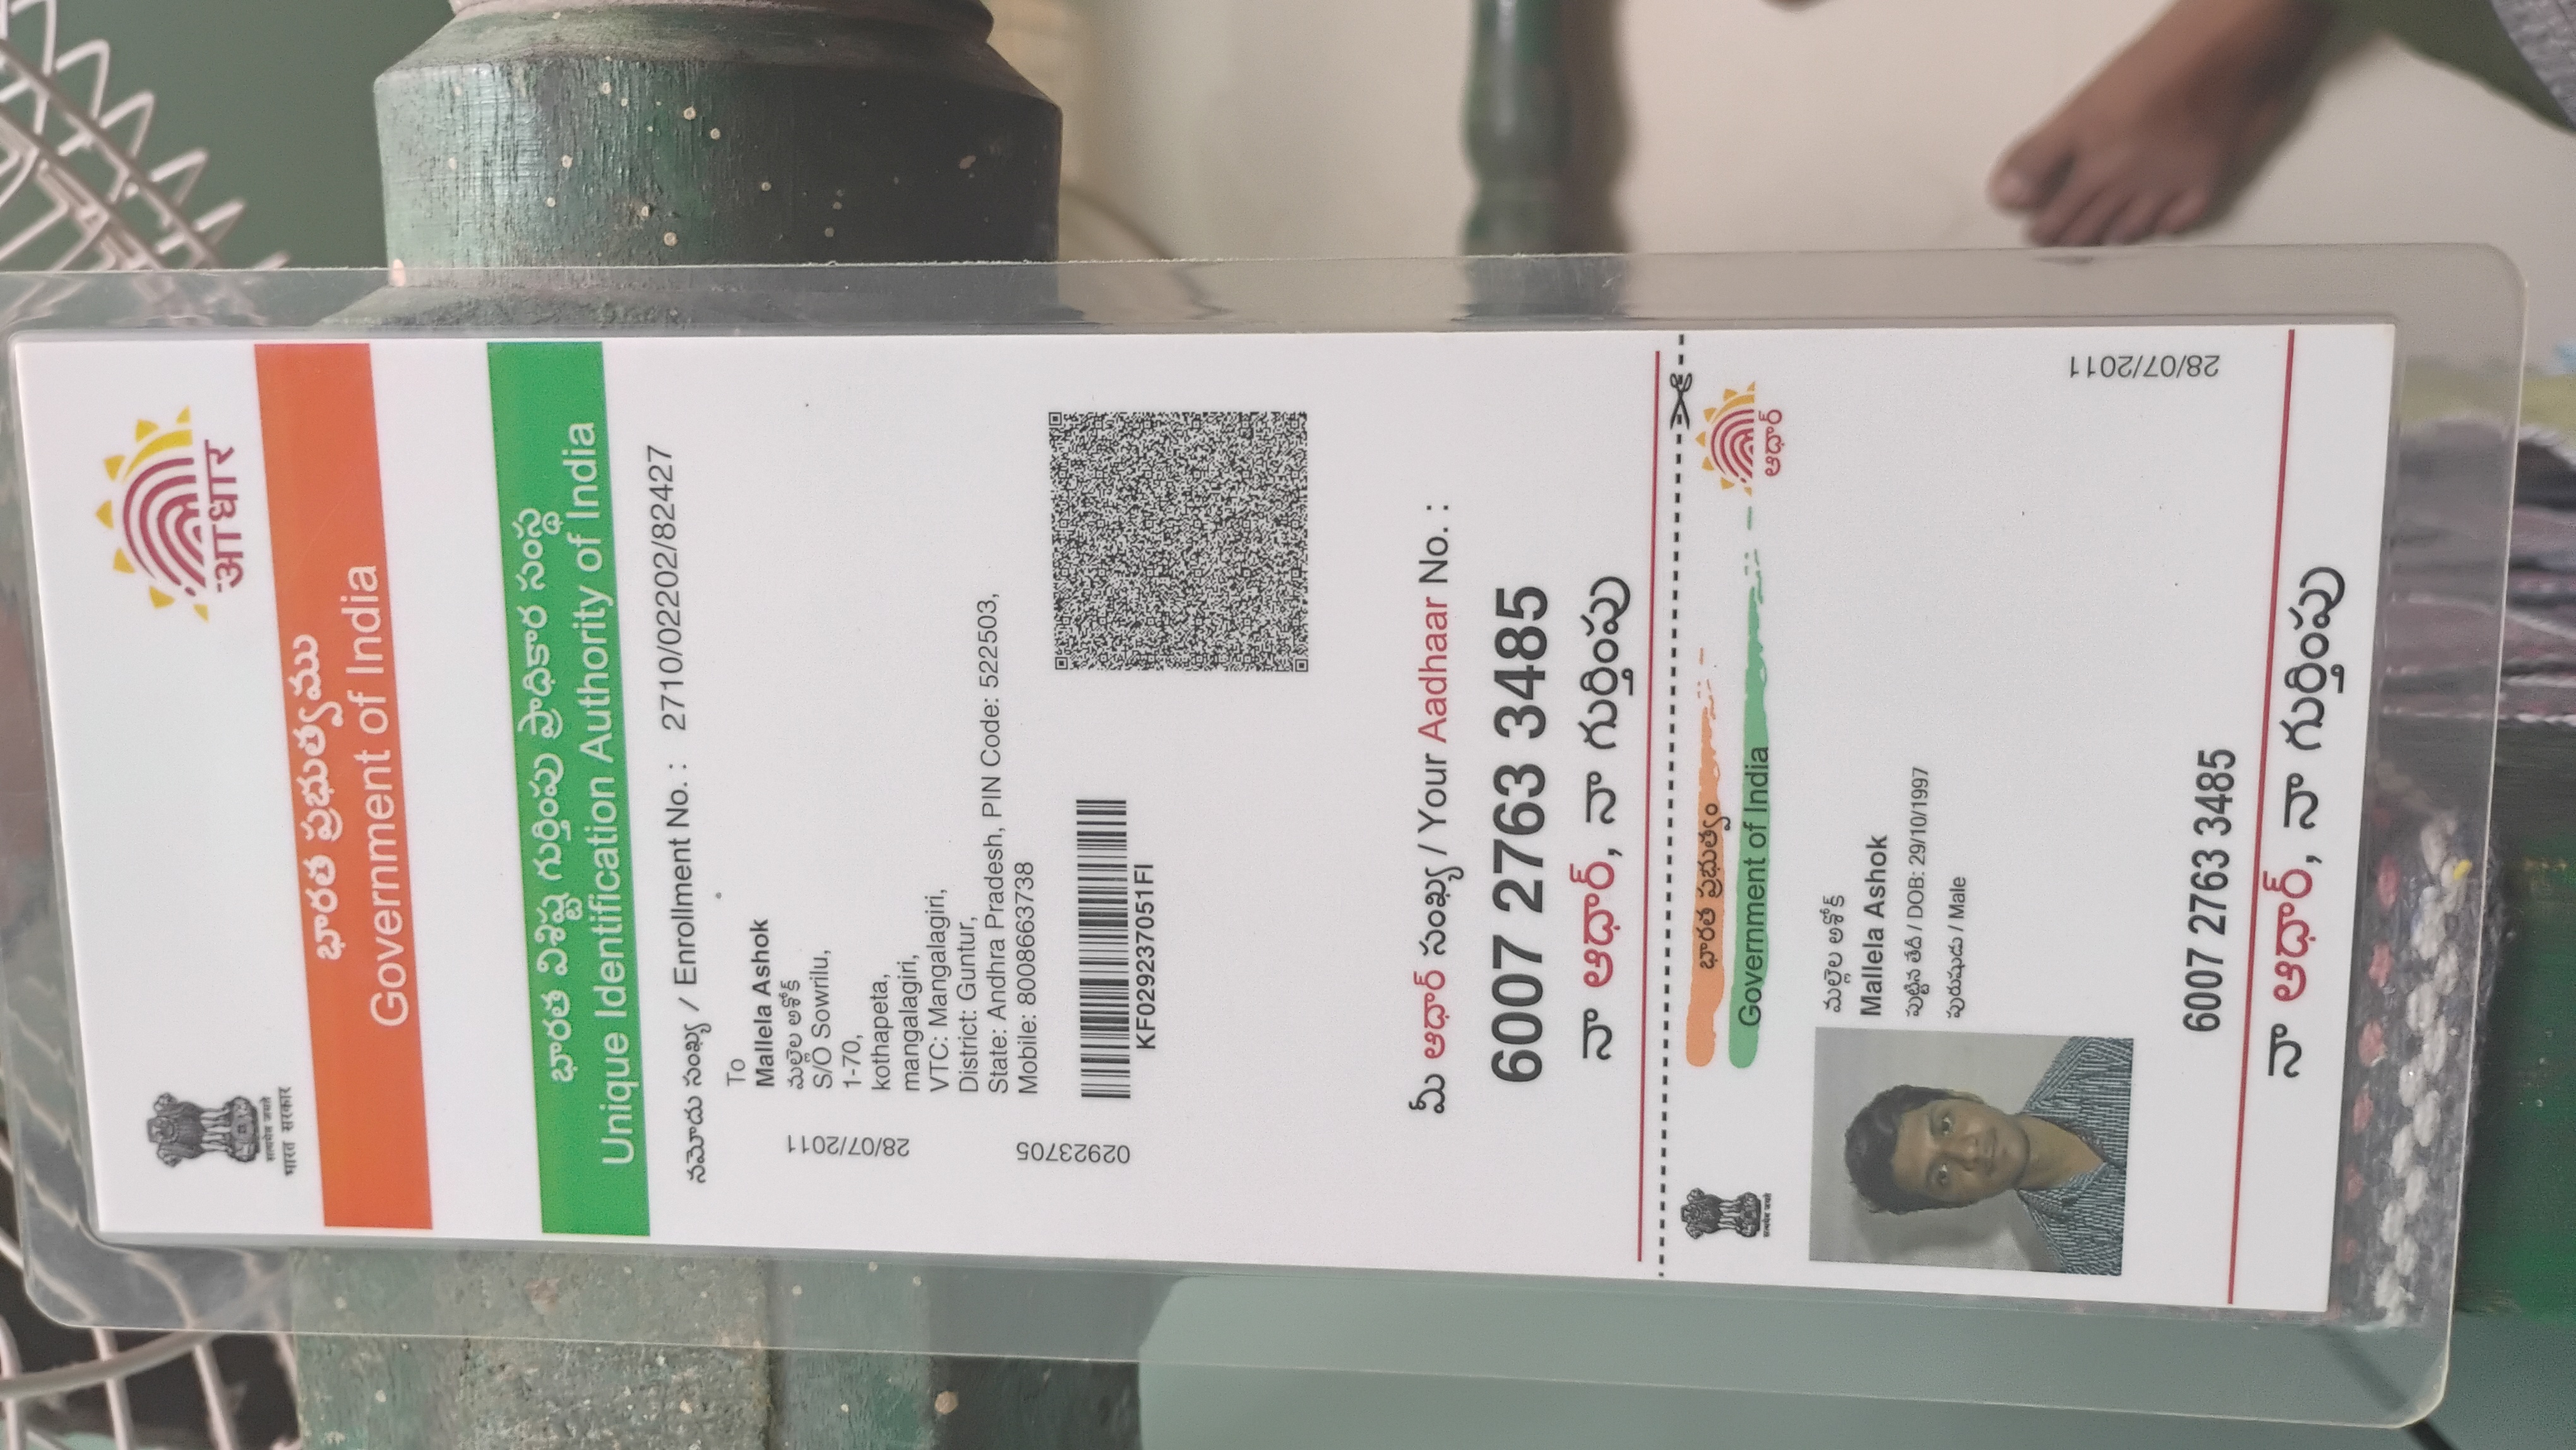 सत्यमेव जयते
भारत सरकार
आधार
భారత ప్రభుత్వము
Government of India
భారత విశిష్ట గుర్తింపు ప్రాధికార సంస్థ
Unique Identification Authority of India
నమోదు సంఖ్య / Enrollment No. : 2710/02202/82427
To
Mallela Ashok
మల్లెల అశోక్
S/O Sowrilu,
1-70,
kothapeta,
mangalagiri,
VTC: Mangalagiri,
District: Guntur,
State: Andhra Pradesh, PIN Code: 522503,
Mobile: 8008663738
28/07/2011
02923705
KF029237051FI
మీ ఆధార్ సంఖ్య / Your Aadhaar No. :
6007 2763 3485
నా ఆధార్, నా గుర్తింపు
सत्यमेव जयते
భారత ప్రభుత్వం
Government of India
ఆధార్
మల్లెల అశోక్
Mallela Ashok
పుట్టిన తేదీ / DOB: 29/10/1997
పురుషుడు / Male
28/07/2011
6007 2763 3485
నా ఆధార్, నా గుర్తింపు